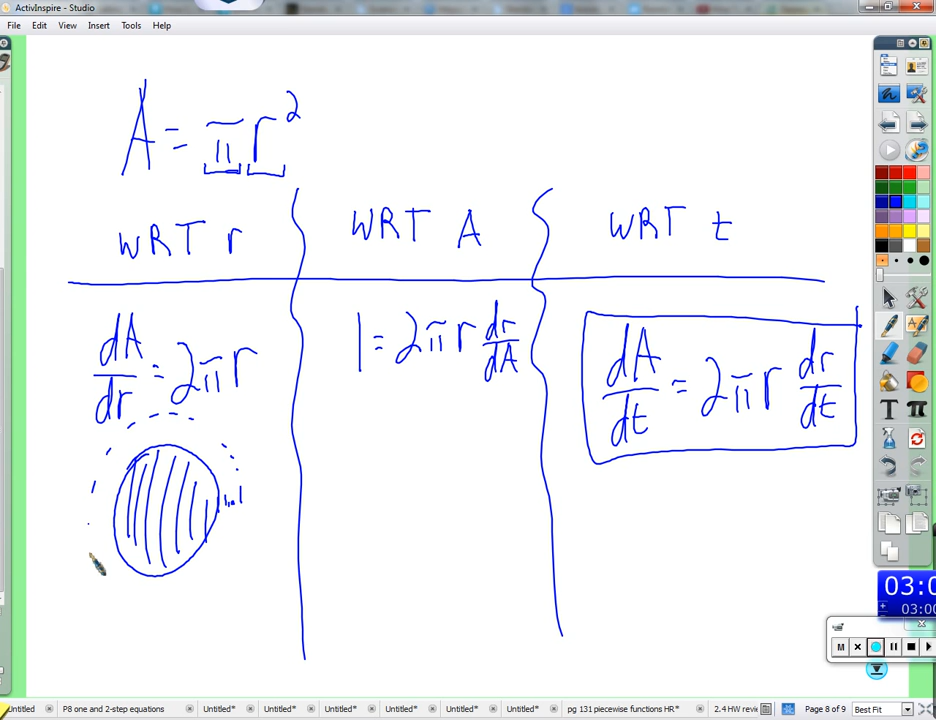 ActivInspire - Studio
File Edit View Insert Tools Help
A = πr²
WRT r
WRT A
WRT t
dA/dr = 2πr
1 = 2πr dr/dA
dA/dt = 2πr dr/dt
03:0
03:00
M
Untitled
P8 one and 2-step equations
Untitled*
Untitled*
Untitled*
Untitled*
Untitled*
pg 131 piecewise functions HR*
2.4 HW revie
Page 8 of 9
Best Fit